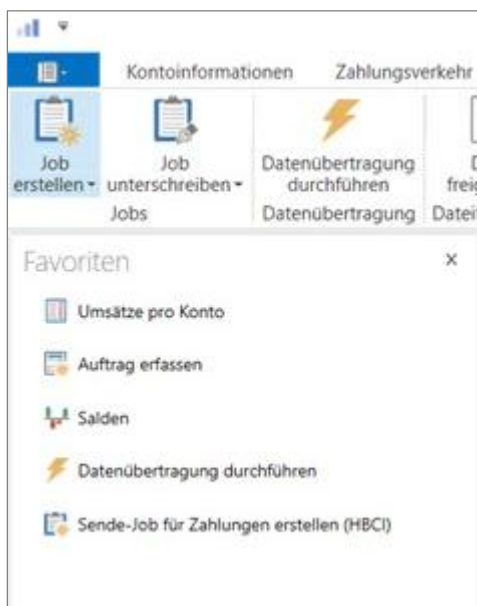 Kontoinformationen Zahlungsverkehr
Job Job Datenübertragung
erstellen unterschreiben durchführen
Jobs Datenübertragung
Favoriten
Umsätze pro Konto
Auftrag erfassen
Salden
Datenübertragung durchführen
Sende-Job für Zahlungen erstellen (HBCI)